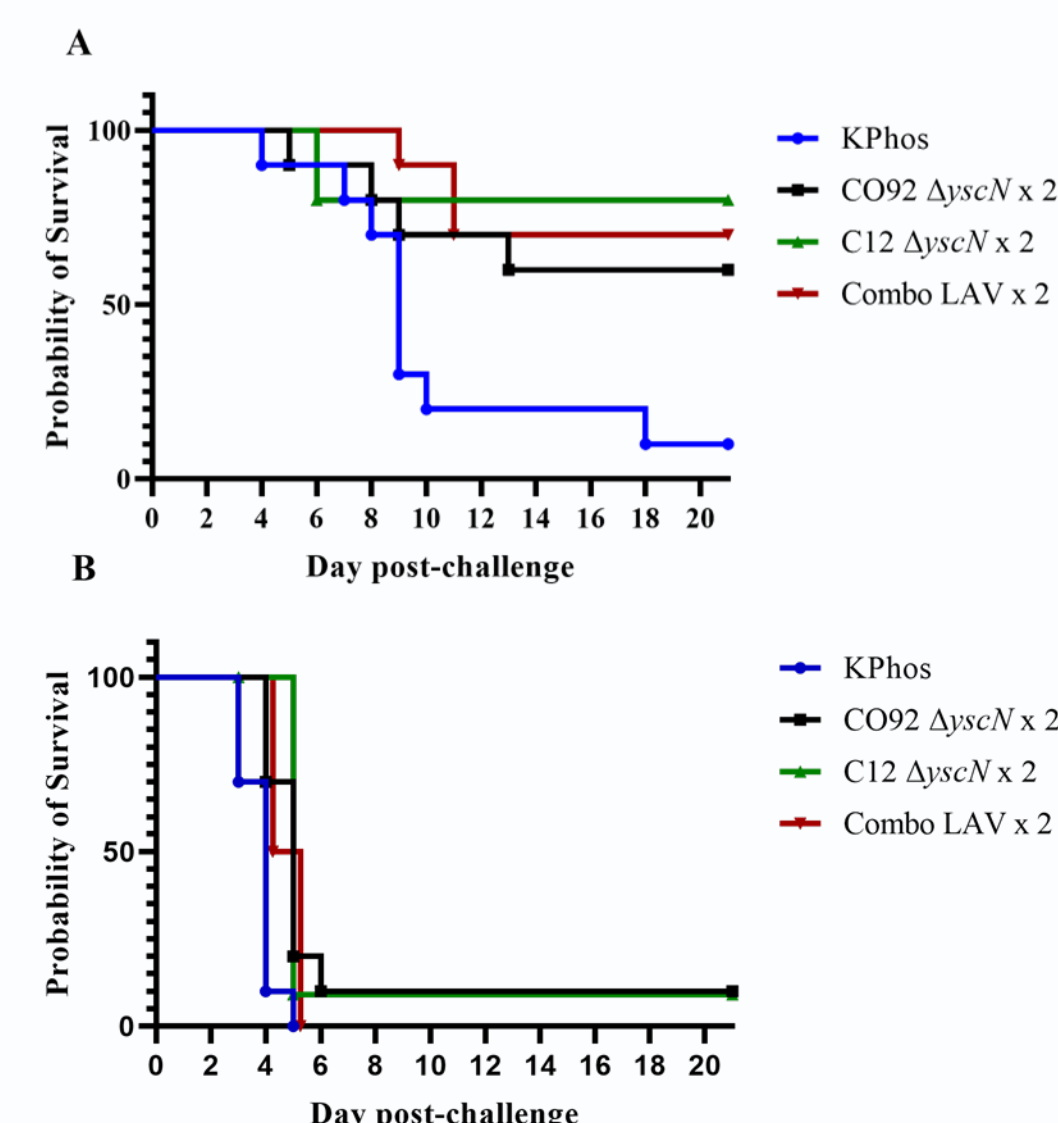 A
Probability of Survival
100
50
0
0 2 4 6 8 10 12 14 16 18 20
Day post-challenge
KPhos
CO92 ΔyscN x 2
C12 ΔyscN x 2
Combo LAV x 2
B
Probability of Survival
100
50
0
0 2 4 6 8 10 12 14 16 18 20
Day post-challenge
KPhos
CO92 ΔyscN x 2
C12 ΔyscN x 2
Combo LAV x 2